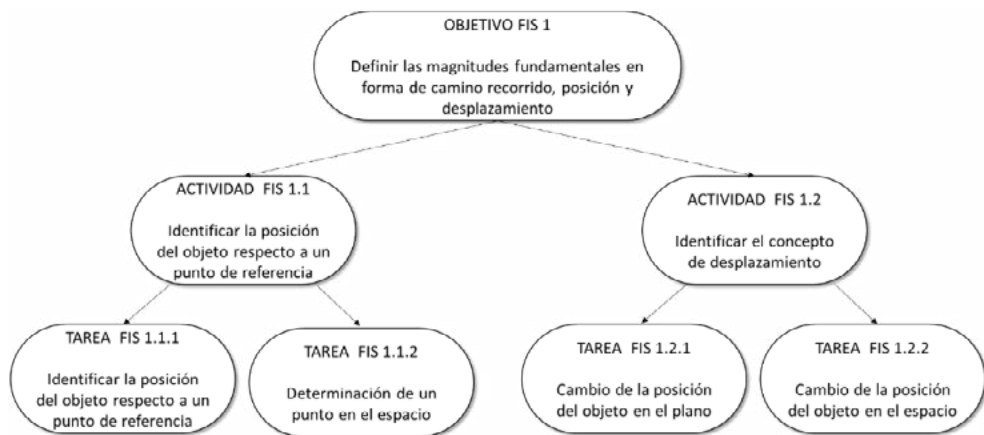 OBJETIVO FIS 1
Definir las magnitudes fundamentales en
forma de camino recorrido, posición y
desplazamiento
ACTIVIDAD FIS 1.1
Identificar la posición
del objeto respecto a un
punto de referencia
ACTIVIDAD FIS 1.2
Identificar el concepto
de desplazamiento
TAREA FIS 1.1.1
Identificar la posición
del objeto respecto a un
punto de referencia
TAREA FIS 1.1.2
Determinación de un
punto en el espacio
TAREA FIS 1.2.1
Cambio de la posición
del objeto en el plano
TAREA FIS 1.2.2
Cambio de la posición
del objeto en el espacio